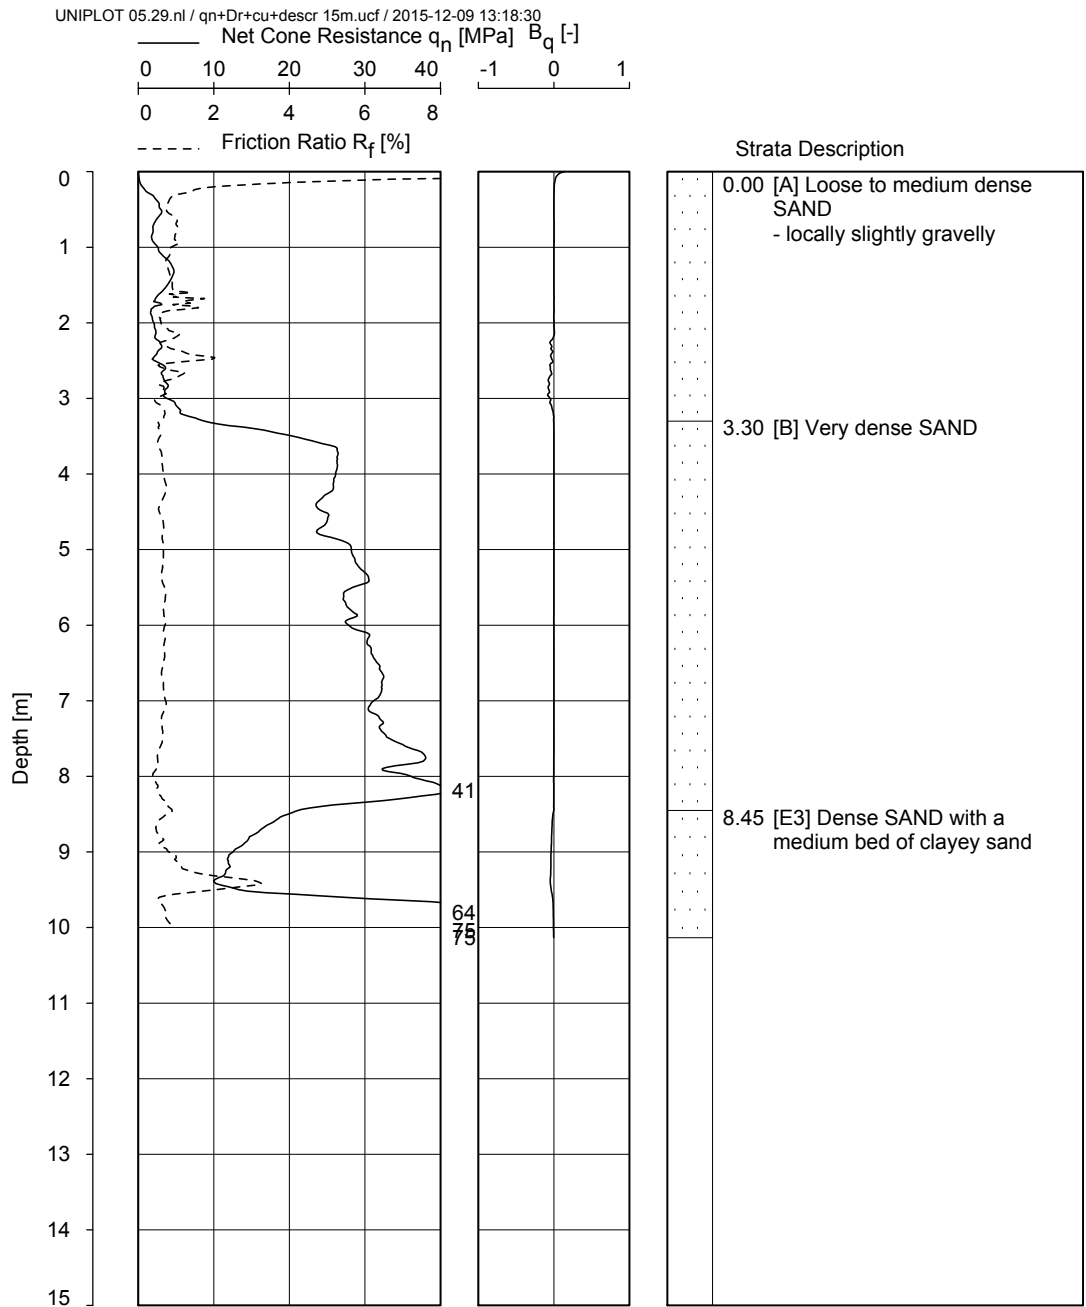 UNIPLOT 05.29.nl / qn+Dr+cu+descr 15m.ucf / 2015-12-09 13:18:30
Net Cone Resistance qn [MPa] Bq [-]
0 10 20 30 40 -1 0 1
0 2 4 6 8
Friction Ratio Rf [%]
Strata Description
0
0.00 [A] Loose to medium dense
SAND
- locally slightly gravelly
1
2
3
3.30 [B] Very dense SAND
4
5
6
7
Depth [m]
8
41
8.45 [E3] Dense SAND with a
medium bed of clayey sand
9
64
10
75
75
11
12
13
14
15